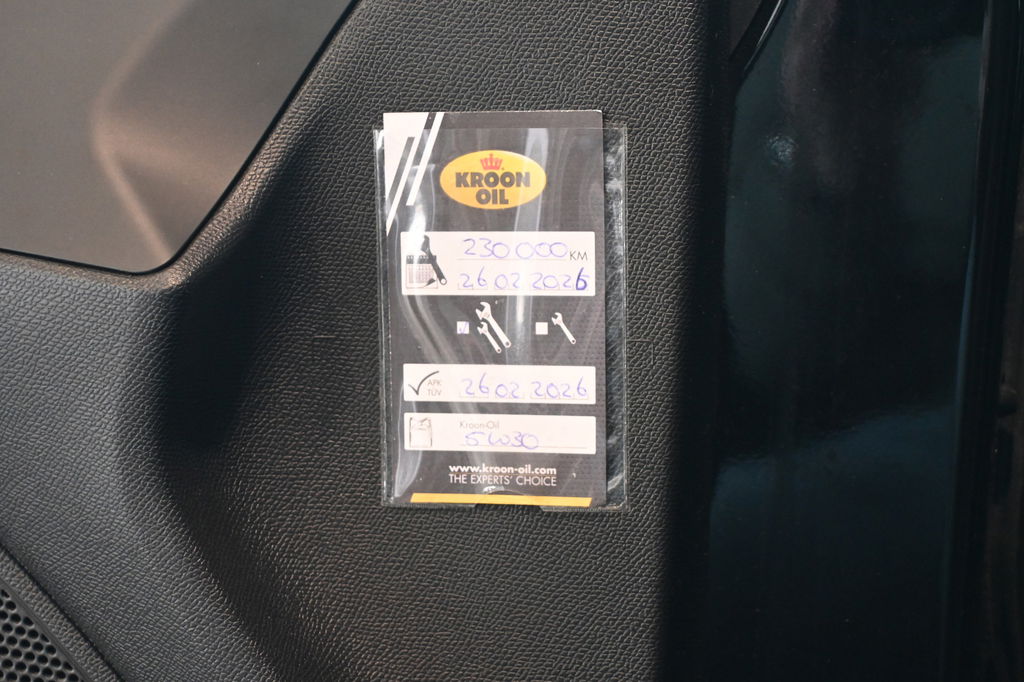 KROON
OIL
230.000 KM
26 02 2026
APK
TÜV
26 02 2026
Kroon-Oil
5W30
www.kroon-oil.com
THE EXPERTS' CHOICE